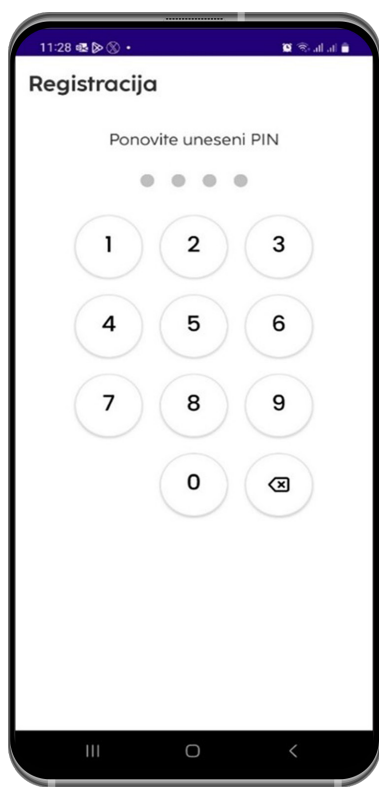 11:28
Registracija
Ponovite uneseni PIN
1 2 3
4 5 6
7 8 9
0